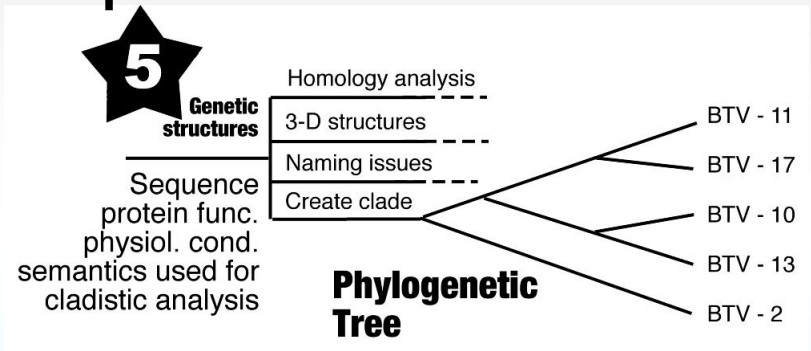 5
Genetic
structures
Homology analysis
3-D structures
Naming issues
Create clade
Sequence
protein func.
physiol. cond.
semantics used for
cladistic analysis
Phylogenetic
Tree
BTV - 11
BTV - 17
BTV - 10
BTV - 13
BTV - 2